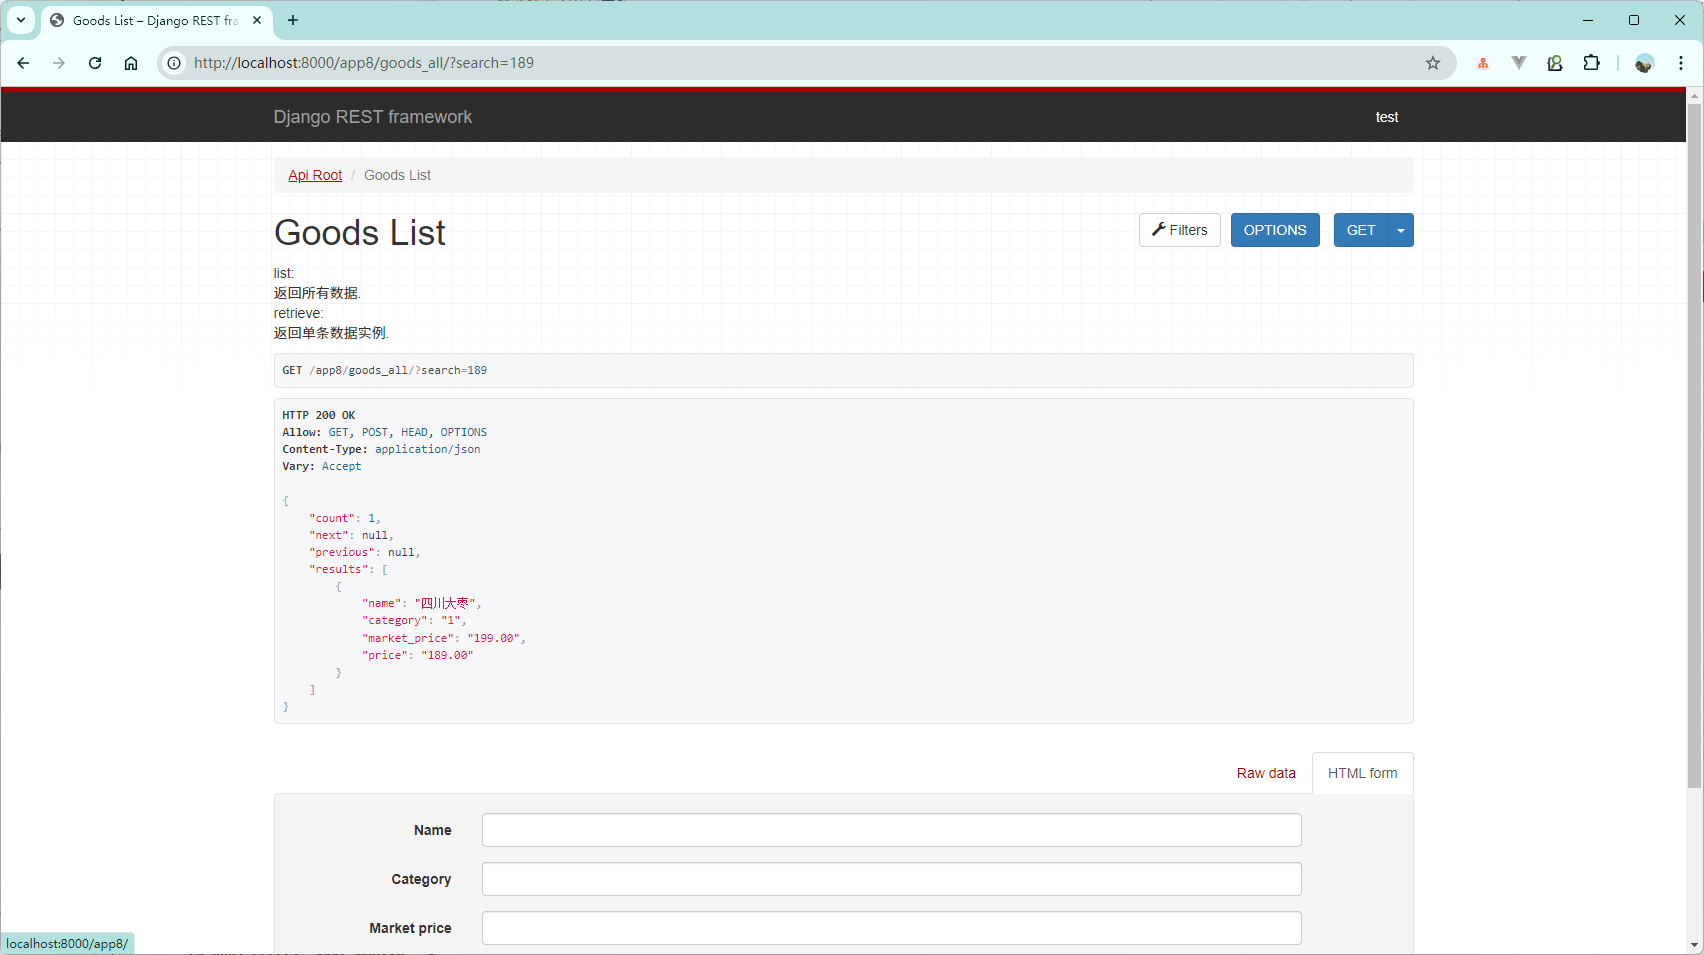 Goods List – Django REST fra
http://localhost:8000/app8/goods_all/?search=189
Django REST framework
test
Api Root / Goods List
Goods List
Filters
OPTIONS
GET
list:
返回所有数据.
retrieve:
返回单条数据实例.
GET /app8/goods_all/?search=189
HTTP 200 OK
Allow: GET, POST, HEAD, OPTIONS
Content-Type: application/json
Vary: Accept
{
"count": 1,
"next": null,
"previous": null,
"results": [
{
"name": "四川大枣",
"category": "1",
"market_price": "199.00",
"price": "189.00"
}
]
}
Raw data
HTML form
Name
Category
Market price
localhost:8000/app8/